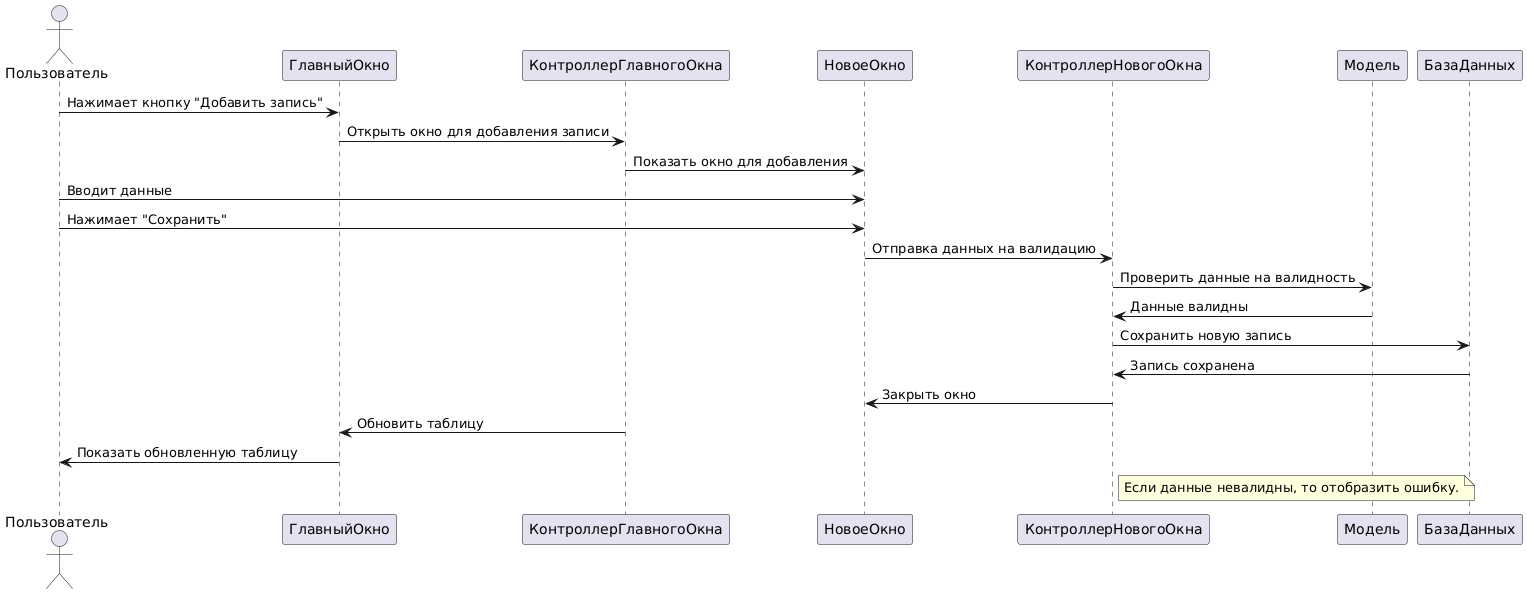 Пользователь
ГлавныйОкно
КонтроллерГлавногоОкна
НовоеОкно
КонтроллерНовогоОкна
Модель
БазаДанных
Нажимает кнопку "Добавить запись"
Открыть окно для добавления записи
Показать окно для добавления
Вводит данные
Нажимает "Сохранить"
Отправка данных на валидацию
Проверить данные на валидность
Данные валидны
Сохранить новую запись
Запись сохранена
Закрыть окно
Обновить таблицу
Показать обновленную таблицу
Если данные невалидны, то отобразить ошибку.
Пользователь
ГлавныйОкно
КонтроллерГлавногоОкна
НовоеОкно
КонтроллерНовогоОкна
Модель
БазаДанных